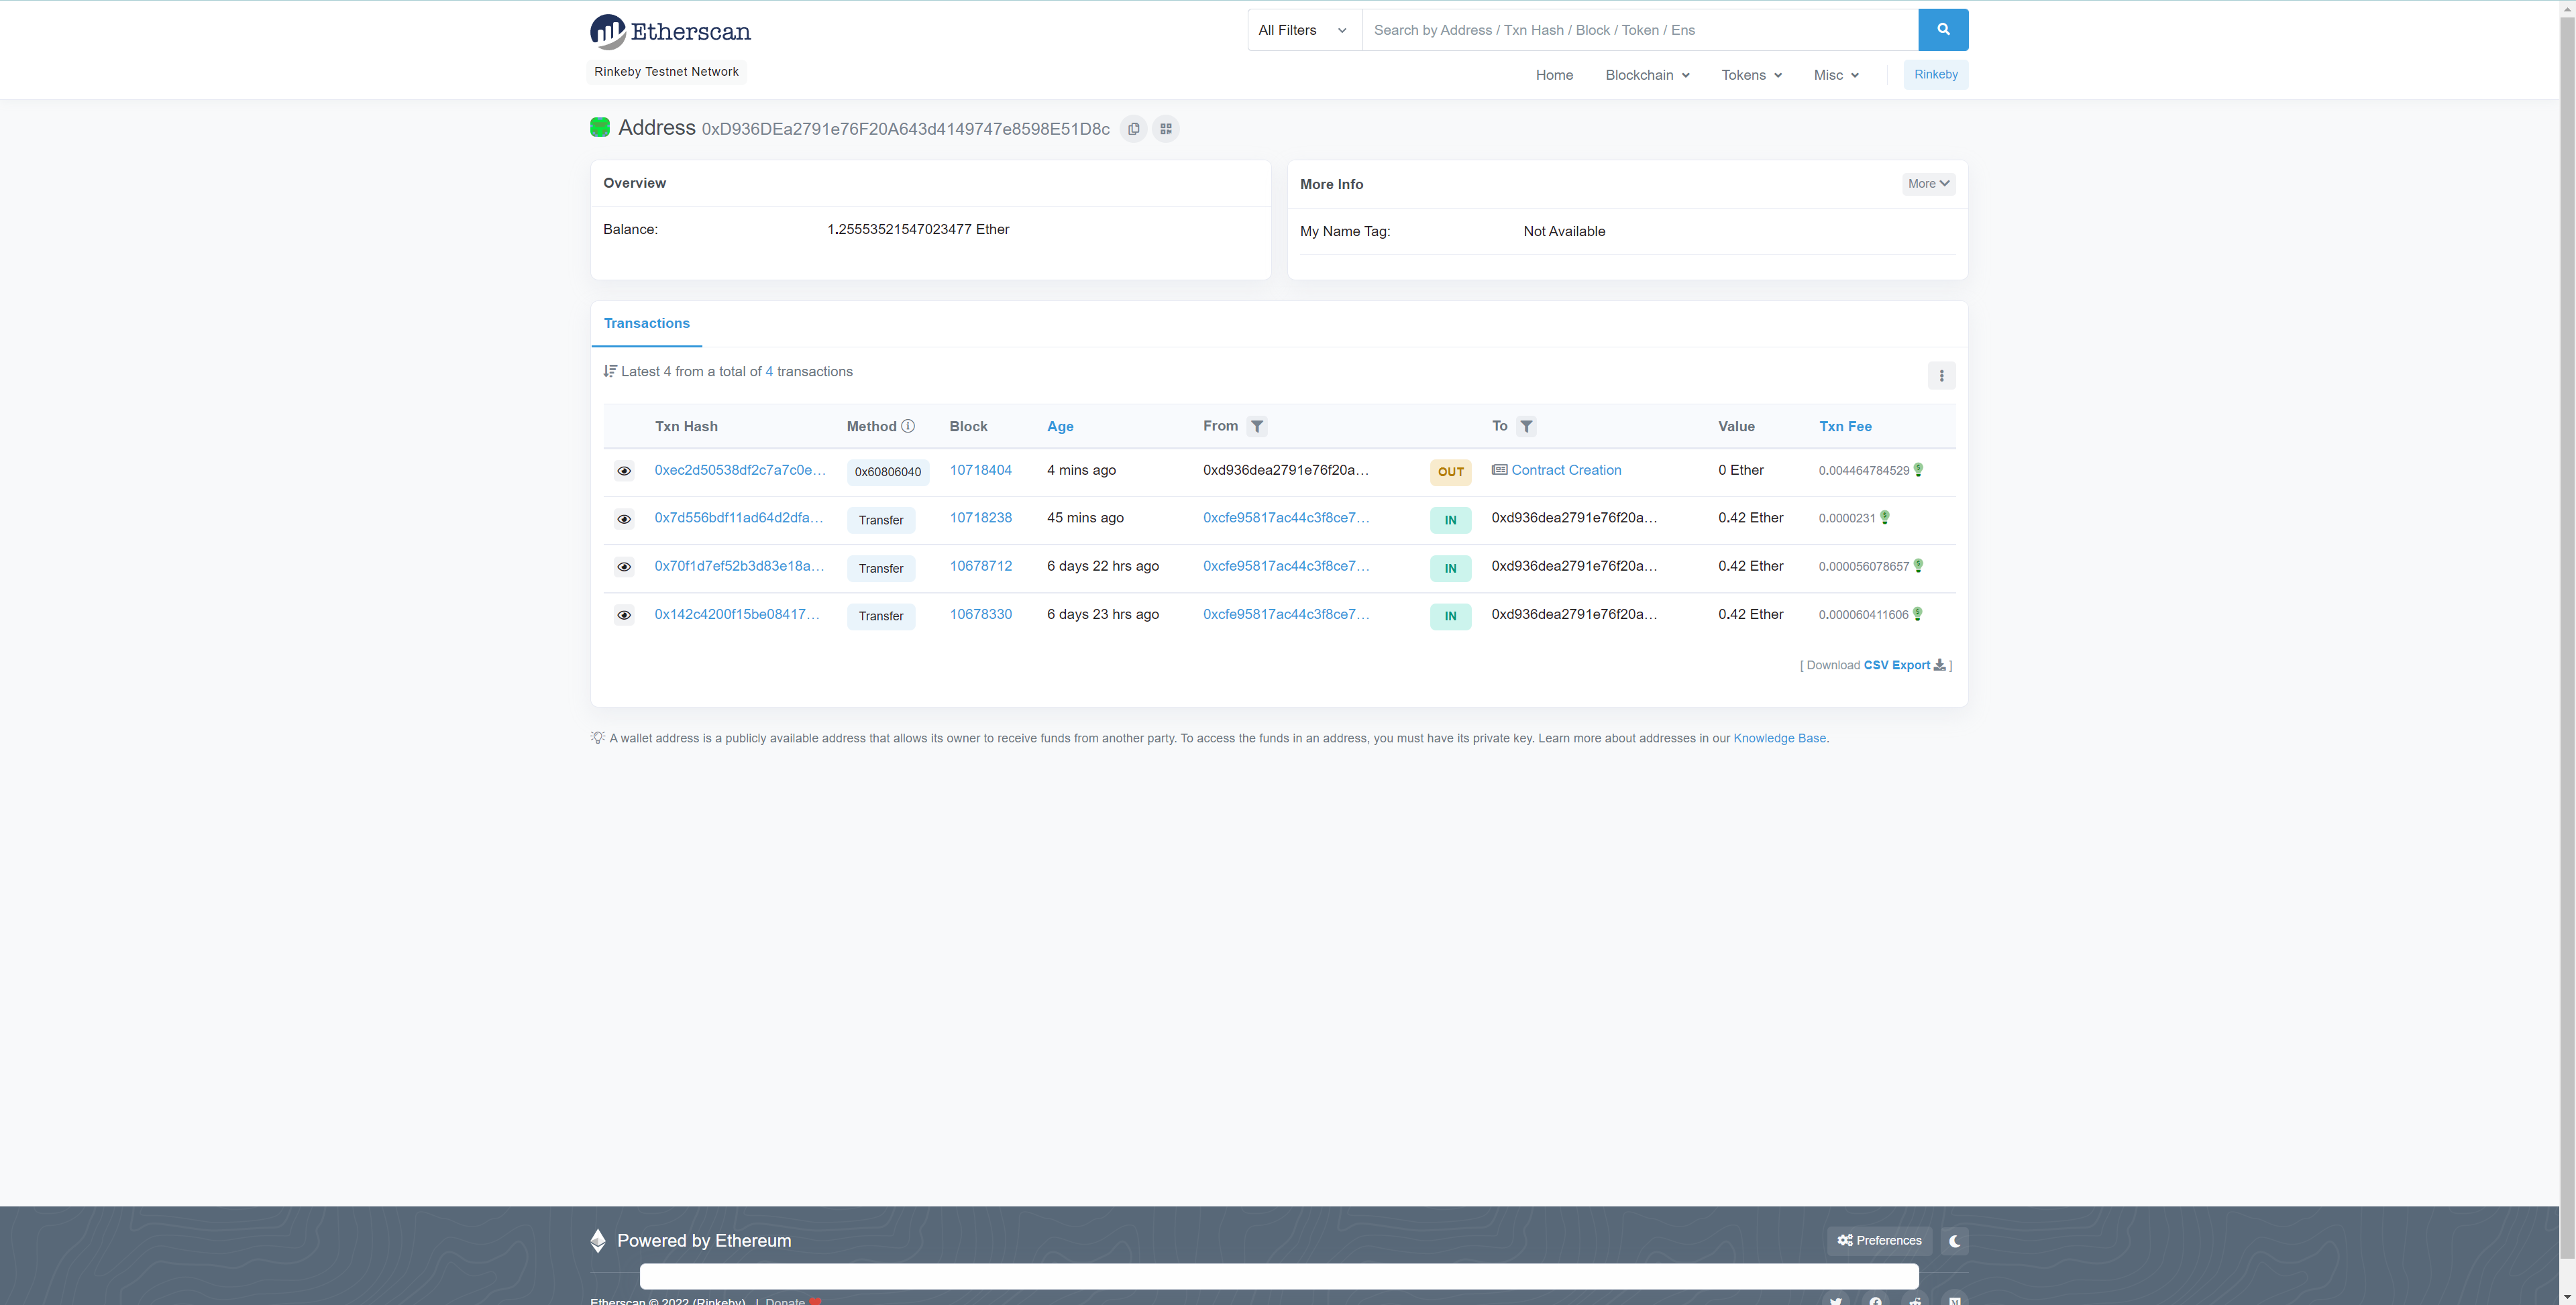 Etherscan
All Filters
Search by Address / Txn Hash / Block / Token / Ens
Rinkeby Testnet Network
Home Blockchain Tokens Misc Rinkeby
Address 0xD936DEa2791e76F20A643d4149747e8598E51D8c
Overview
Balance: 1.25553521547023477 Ether
More Info More
My Name Tag: Not Available
Transactions
Latest 4 from a total of 4 transactions
Txn Hash Method Block Age From To Value Txn Fee
0xec2d50538df2c7a7c0e... 0x60806040 10718404 4 mins ago 0xd936dea2791e76f20a... OUT Contract Creation 0 Ether 0.004464784529
0x7d556bdf11ad64d2dfa... Transfer 10718238 45 mins ago 0xcfe95817ac44c3f8ce7... IN 0xd936dea2791e76f20a... 0.42 Ether 0.0000231
0x70f1d7ef52b3d83e18a... Transfer 10678712 6 days 22 hrs ago 0xcfe95817ac44c3f8ce7... IN 0xd936dea2791e76f20a... 0.42 Ether 0.000056078657
0x142c4200f15be08417... Transfer 10678330 6 days 23 hrs ago 0xcfe95817ac44c3f8ce7... IN 0xd936dea2791e76f20a... 0.42 Ether 0.000060411606
[ Download CSV Export ]
A wallet address is a publicly available address that allows its owner to receive funds from another party. To access the funds in an address, you must have its private key. Learn more about addresses in our Knowledge Base.
Powered by Ethereum
Preferences
Etherscan © 2022 (Rinkeby) | Donate